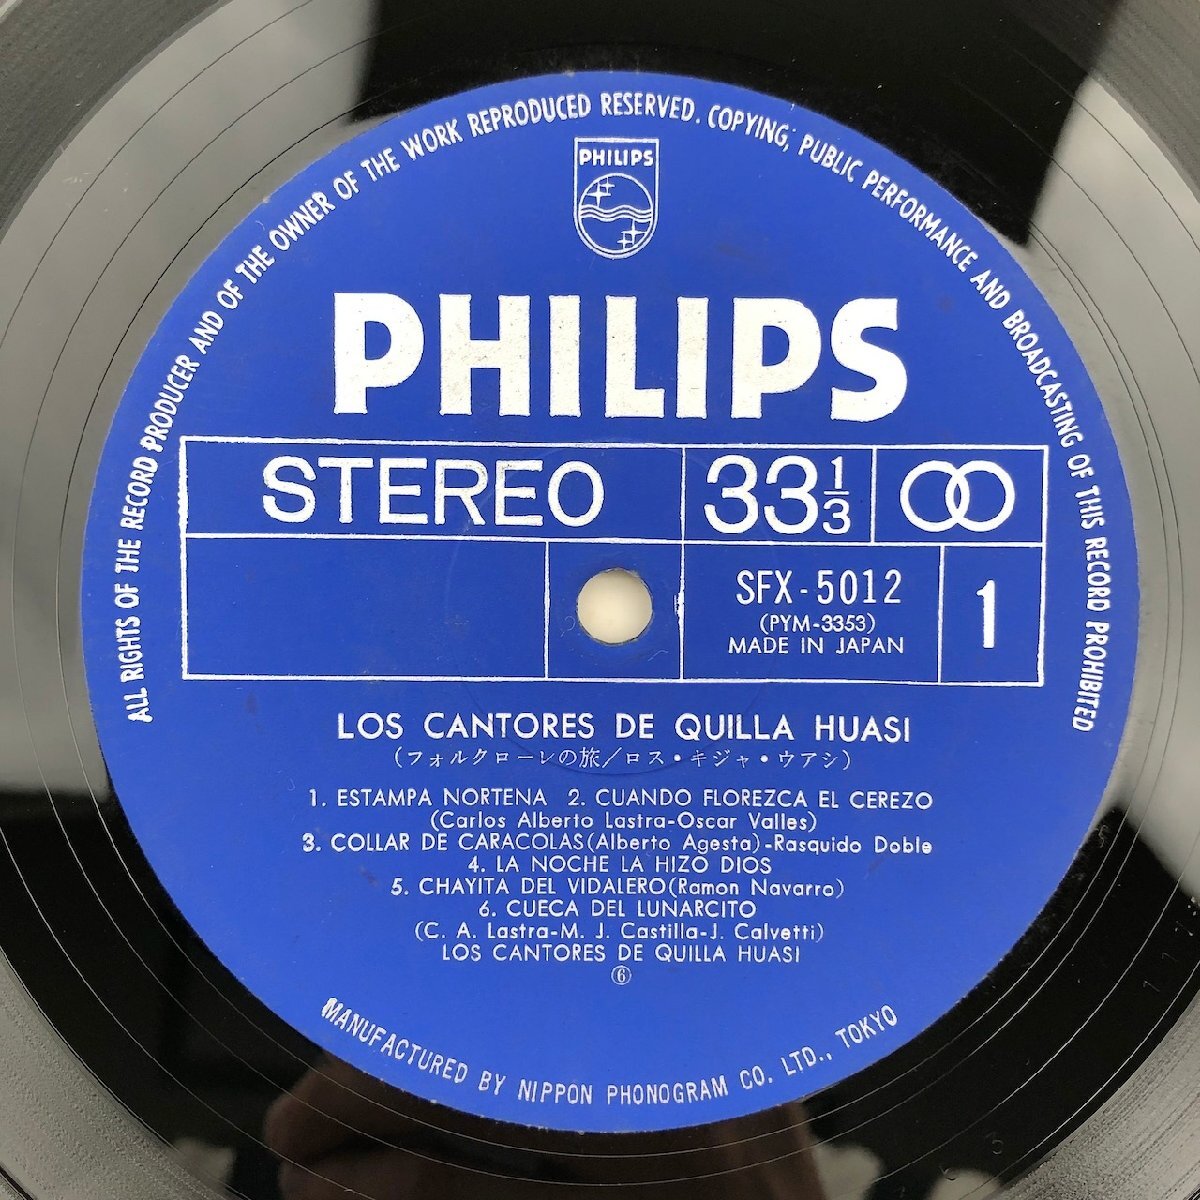 ALL RIGHTS OF THE RECORD PRODUCER AND OF THE OWNER OF THE WORK REPRODUCED RESERVED. COPYING, PUBLIC PERFORMANCE AND BROADCASTING OF THIS RECORD PROHIBITED
PHILIPS
PHILIPS
STEREO 33 1/3
SFX-5012
(PYM-3353)
MADE IN JAPAN
1
LOS CANTORES DE QUILLA HUASI
(フォルクローレの旅/ロス・キジャ・ウアシ)
1. ESTAMPA NORTENA 2. CUANDO FLOREZCA EL CEREZO
(Carlos Alberto Lastra-Oscar Valles)
3. COLLAR DE CARACOLAS(Alberto Agesta)-Rasquido Doble
4. LA NOCHE LA HIZO DIOS
5. CHAYITA DEL VIDALERO(Ramon Navarro)
6. CUECA DEL LUNARCITO
(C. A. Lastra-M. J. Castilla-J. Calvetti)
LOS CANTORES DE QUILLA HUASI
⑥
MANUFACTURED BY NIPPON PHONOGRAM CO. LTD., TOKYO